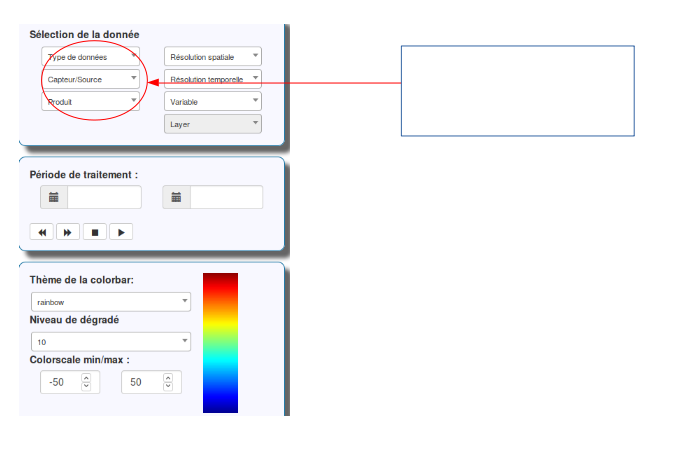 Sélection de la donnée
Type de données
Résolution spatiale
Capteur/Source
Résolution temporelle
Produit
Variable
Layer
Période de traitement :
Thème de la colorbar:
rainbow
Niveau de dégradé
10
Colorscale min/max :
-50
50